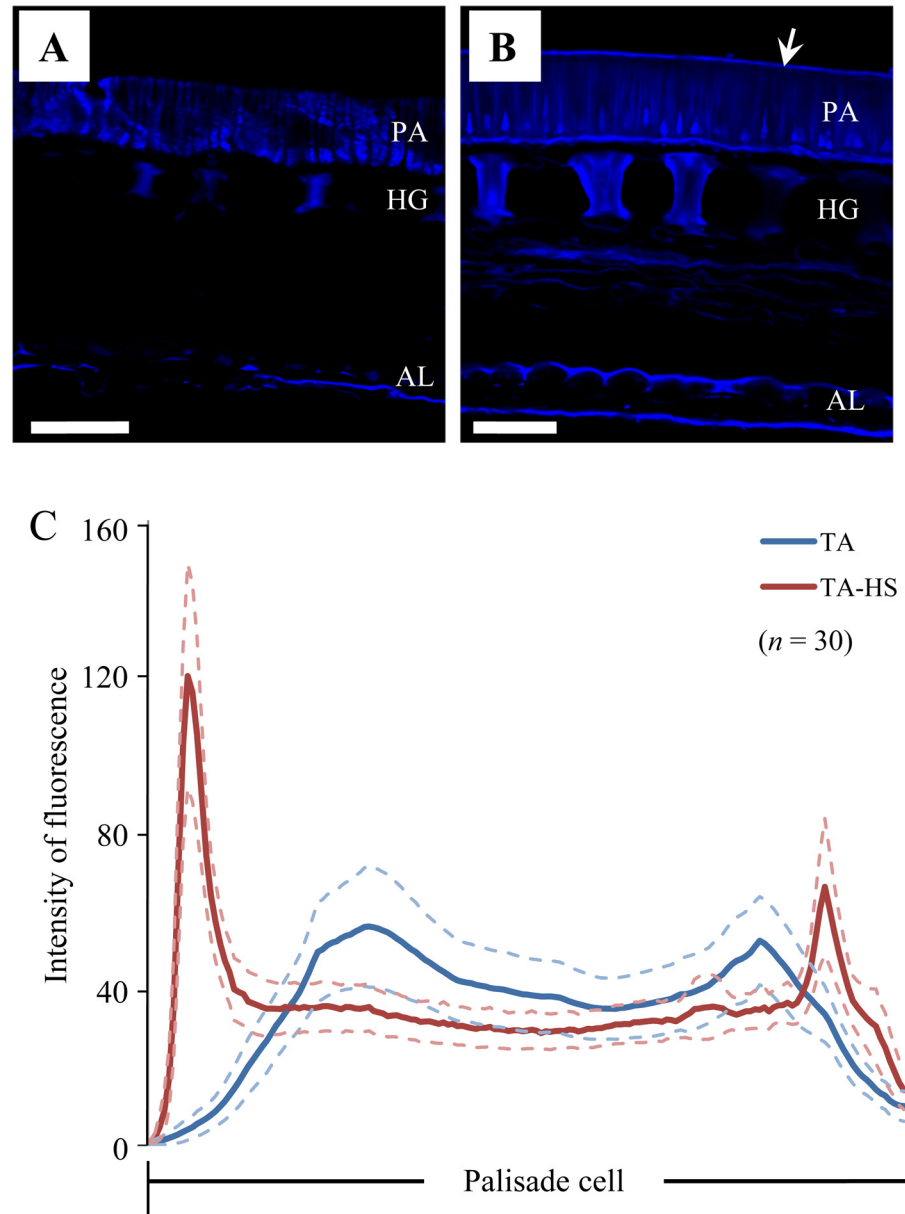 A
PA
HG
AL
B
PA
HG
AL
C
160
120
80
40
0
Intensity of fluorescence
TA
TA-HS
(n = 30)
Palisade cell